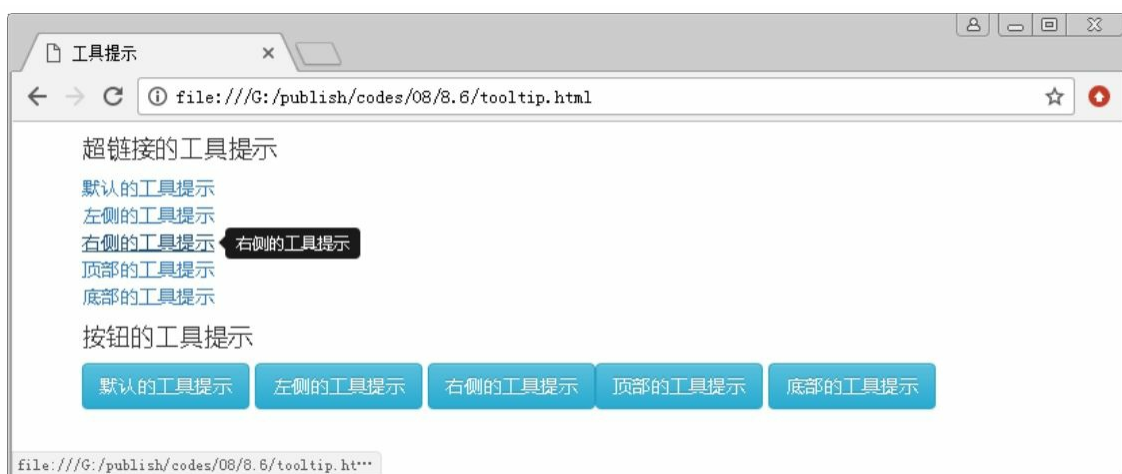 工具提示
file:///G:/publish/codes/08/8.6/tooltip.html
超链接的工具提示
默认的工具提示
左侧的工具提示
右侧的工具提示 右侧的工具提示
顶部的工具提示
底部的工具提示
按钮的工具提示
默认的工具提示 左侧的工具提示 右侧的工具提示 顶部的工具提示 底部的工具提示
file:///G:/publish/codes/08/8.6/tooltip.ht…